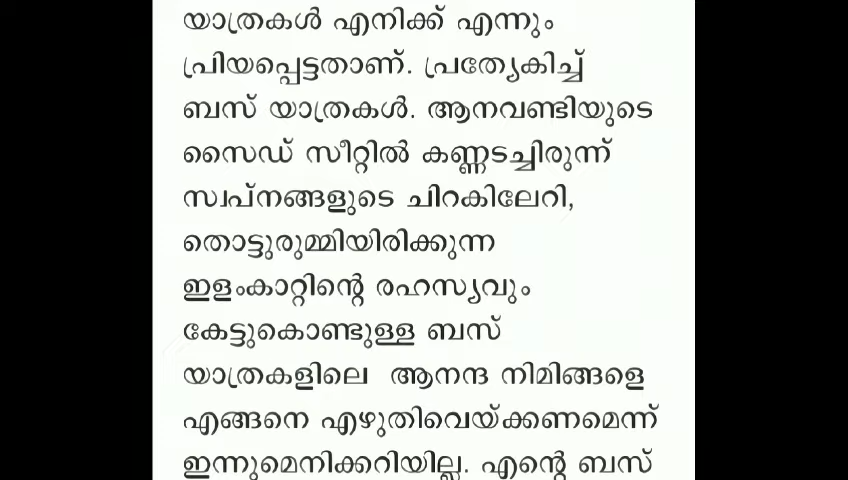 യാത്രകൾ എനിക്ക് എന്നും
പ്രിയപ്പെട്ടതാണ്. പ്രത്യേകിച്ച്
ബസ് യാത്രകൾ. ആനവണ്ടിയുടെ
സൈഡ് സീറ്റിൽ കണ്ണടച്ചിരുന്ന്
സ്വപ്നങ്ങളുടെ ചിറകിലേറി,
തൊട്ടുരുമ്മിയിരിക്കുന്ന
ഇളംകാറ്റിന്റെ രഹസ്യവും
കേട്ടുകൊണ്ടുള്ള ബസ്
യാത്രകളിലെ ആനന്ദ നിമിങ്ങളെ
എങ്ങനെ എഴുതിവെയ്ക്കണമെന്ന്
ഇന്നുമെനിക്കറിയില്ല. എന്റെ ബസ്